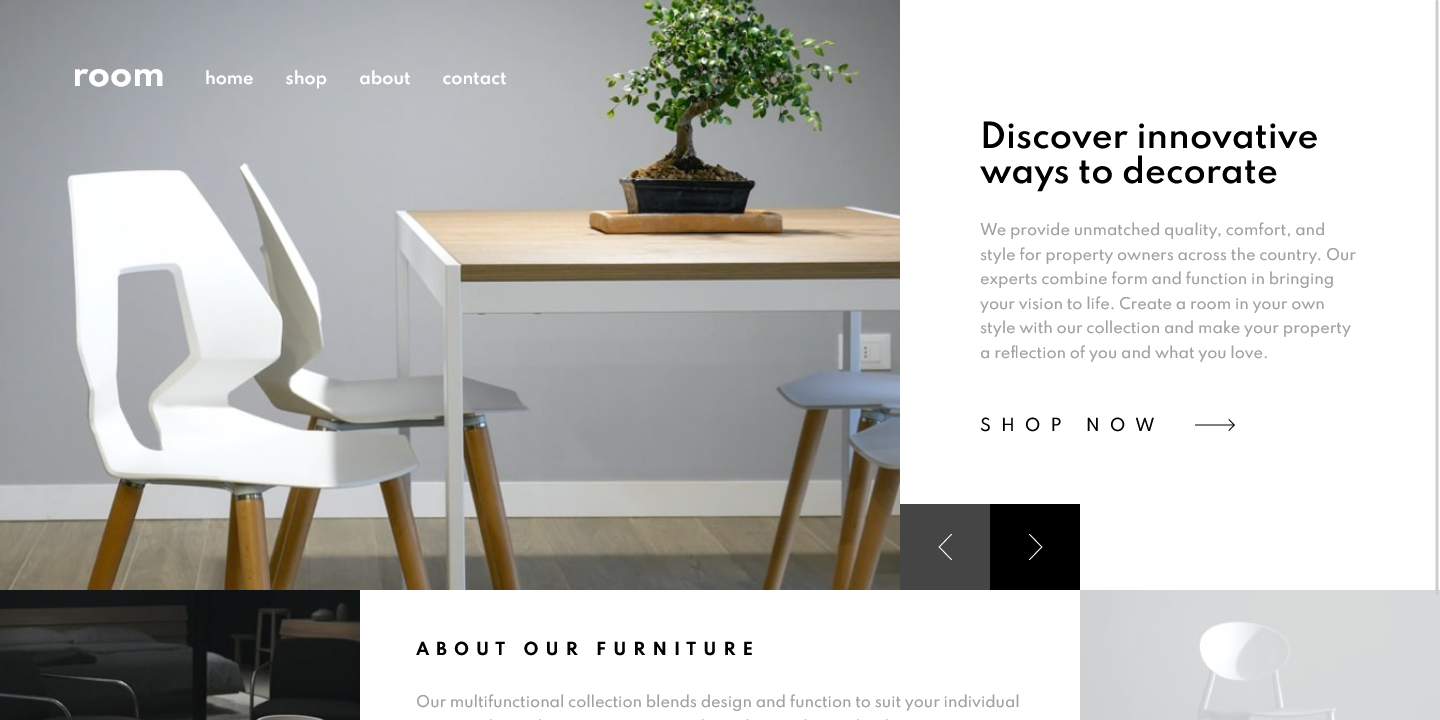 room
home shop about contact
Discover innovative
ways to decorate
We provide unmatched quality, comfort, and
style for property owners across the country. Our
experts combine form and function in bringing
your vision to life. Create a room in your own
style with our collection and make your property
a reflection of you and what you love.
SHOP NOW
ABOUT OUR FURNITURE
Our multifunctional collection blends design and function to suit your individual